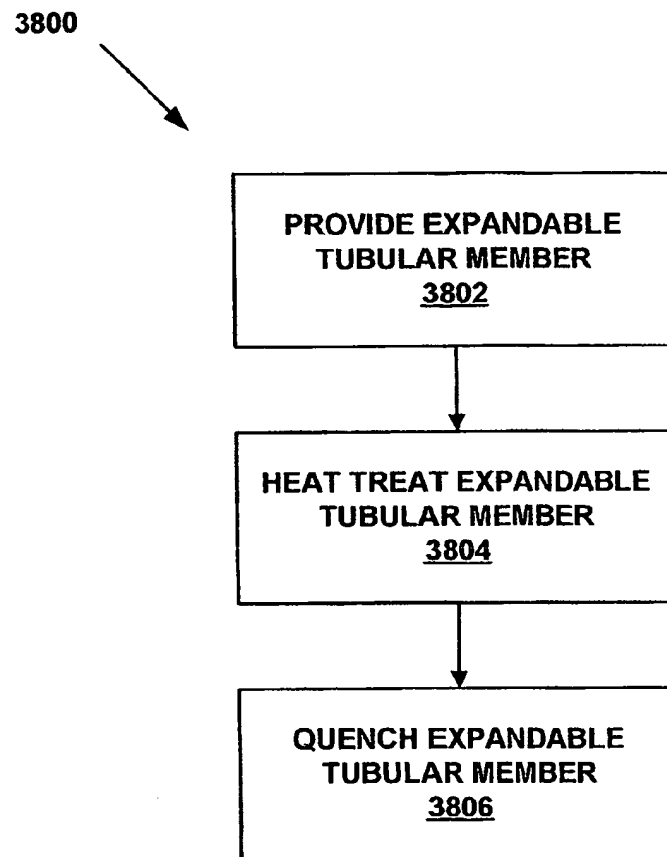 3800
PROVIDE EXPANDABLE
TUBULAR MEMBER
3802
HEAT TREAT EXPANDABLE
TUBULAR MEMBER
3804
QUENCH EXPANDABLE
TUBULAR MEMBER
3806